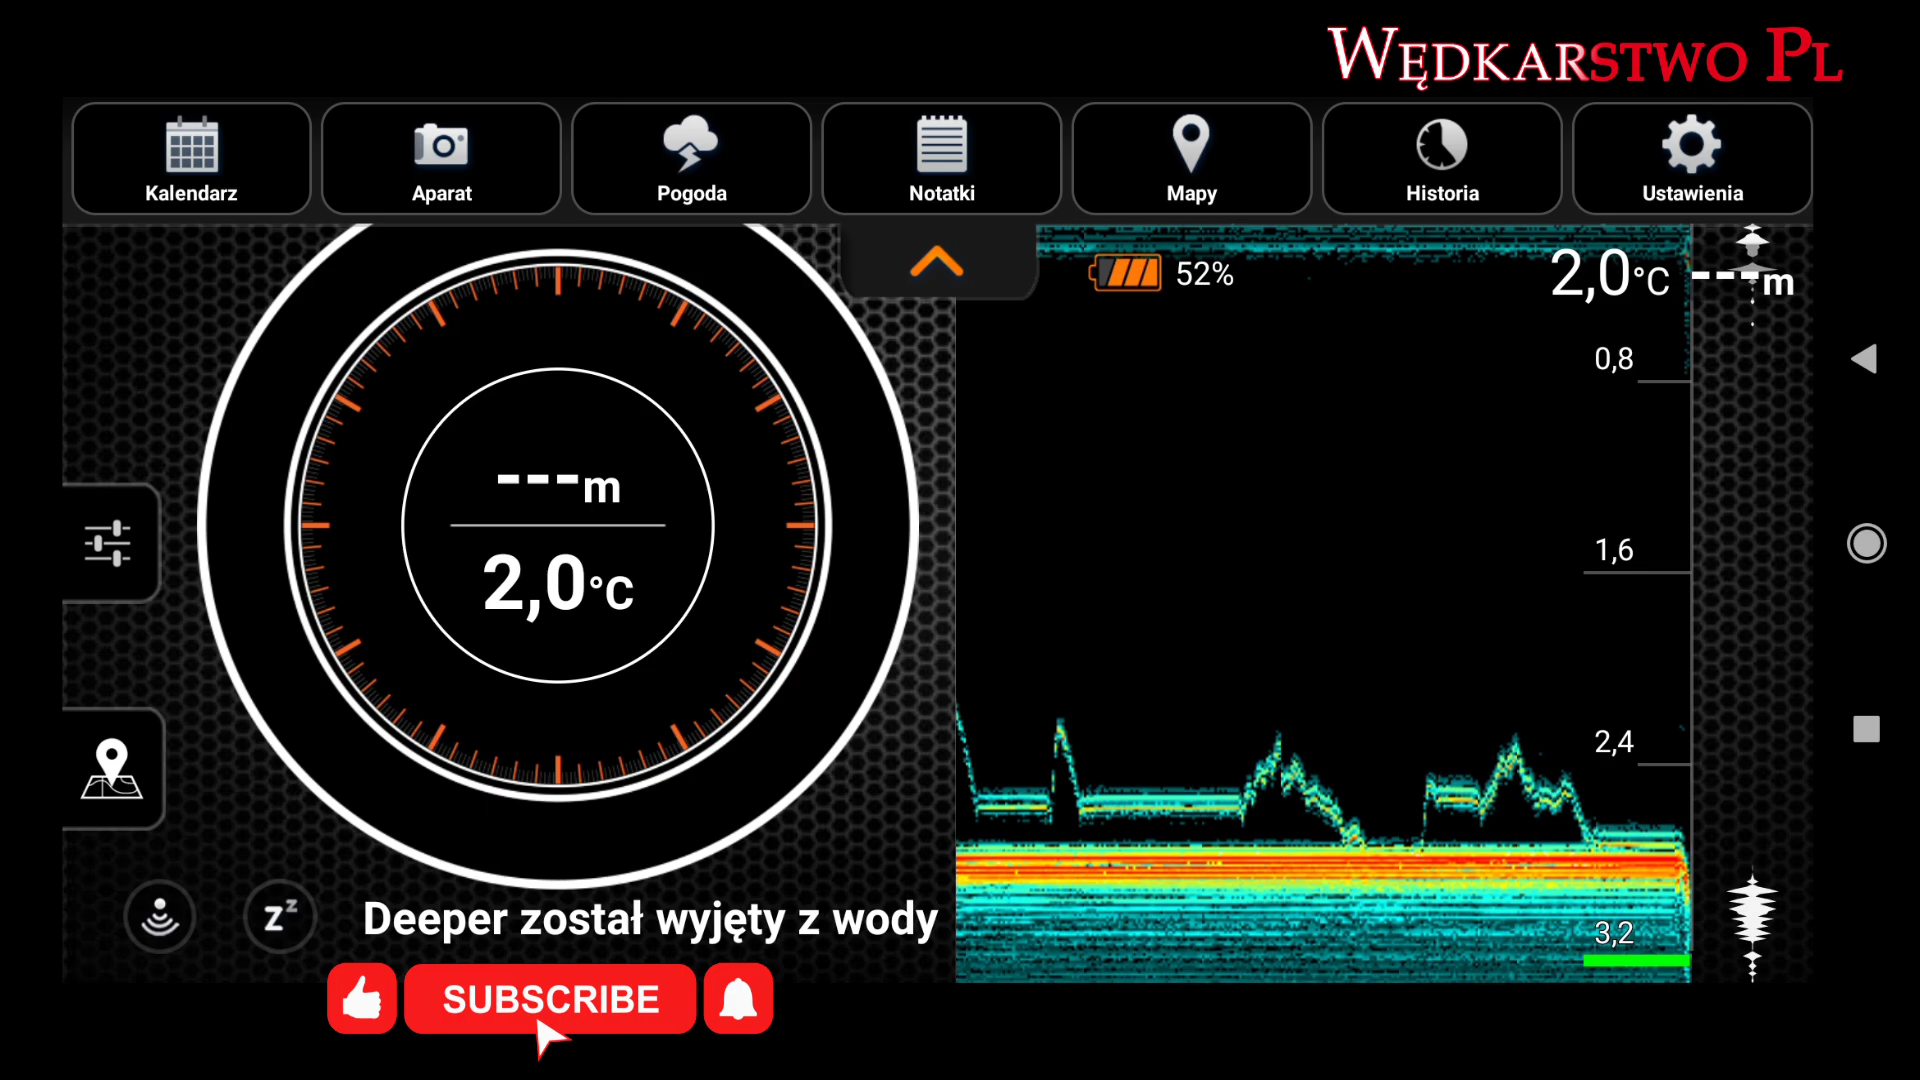 WĘDKARSTWO PL
Kalendarz
Aparat
Pogoda
Notatki
Mapy
Historia
Ustawienia
52%
2,0°C
---m
0,8
---m
2,0°C
1,6
2,4
zᶻ
Deeper został wyjęty z wody
3,2
SUBSCRIBE